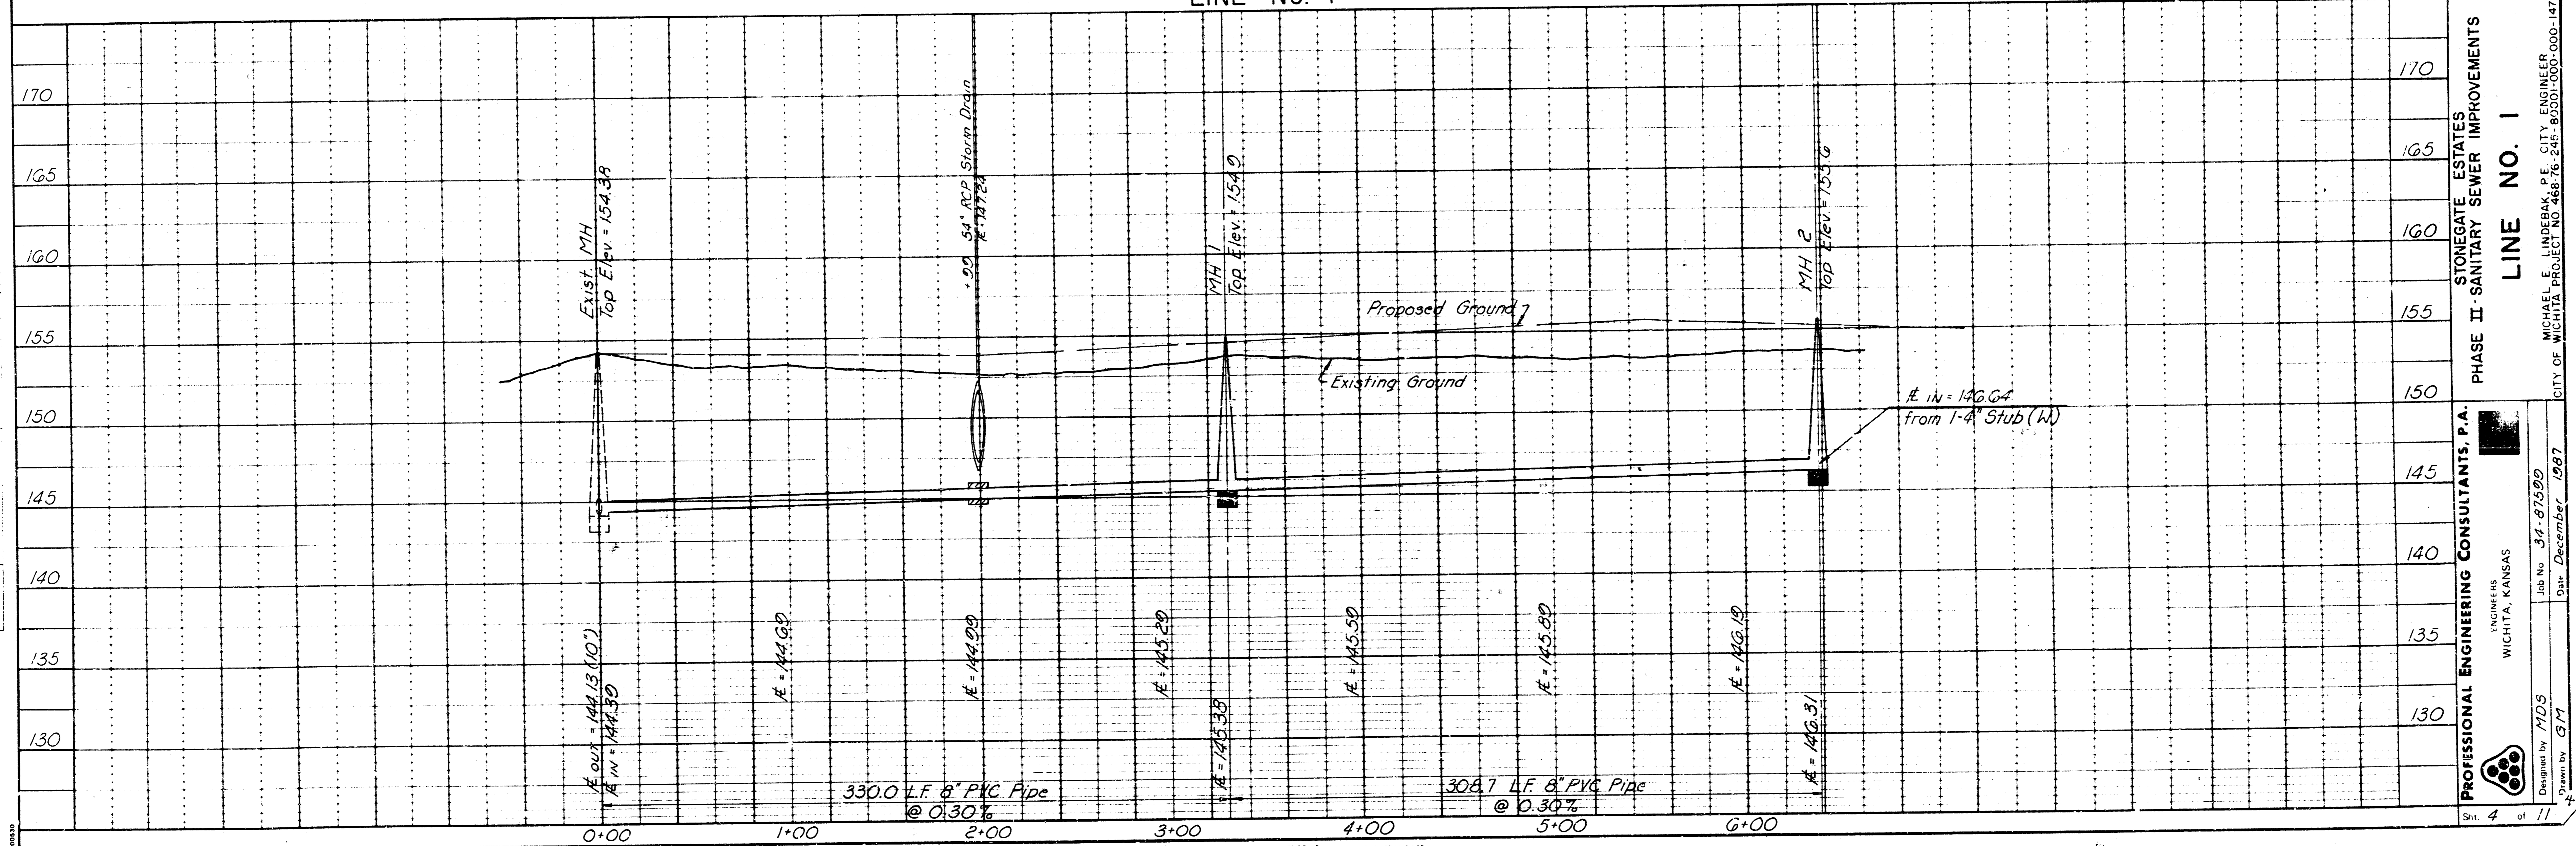 LINE No. 1
170
165
160
155
150
145
140
135
130
Exist. MH
Top Elev = 154.38
+99 54" RCP Storm Drain
MH 1
Top Elev. = 154.9
MH 2
Top Elev = 155.6
Proposed Ground
Existing Ground
℄ IN = 146.64
from 1-4" Stub (W)
170
165
160
155
150
145
140
135
130
℄ OUT = 144.13 (10")
℄ IN = 144.39
℄ = 144.69
℄ = 144.99
℄ = 145.29
℄ = 145.38
℄ = 145.59
℄ = 145.89
℄ = 146.19
℄ = 146.31
330.0 L.F. 8" PVC Pipe
@ 0.30%
308.7 L.F. 8" PVC Pipe
@ 0.30%
0+00 1+00 2+00 3+00 4+00 5+00 6+00
STONEGATE ESTATES
PHASE II - SANITARY SEWER IMPROVEMENTS
LINE NO. 1
MICHAEL E. LINDEBAK, P.E. CITY ENGINEER
CITY OF WICHITA PROJECT NO 468-76-245-80001-000-000-147
PROFESSIONAL ENGINEERING CONSULTANTS, P.A.
ENGINEERS
WICHITA, KANSAS
Designed by MDS
Job No. 34-87599
Drawn by GM
Date December 1987
Sht. 4 of 11